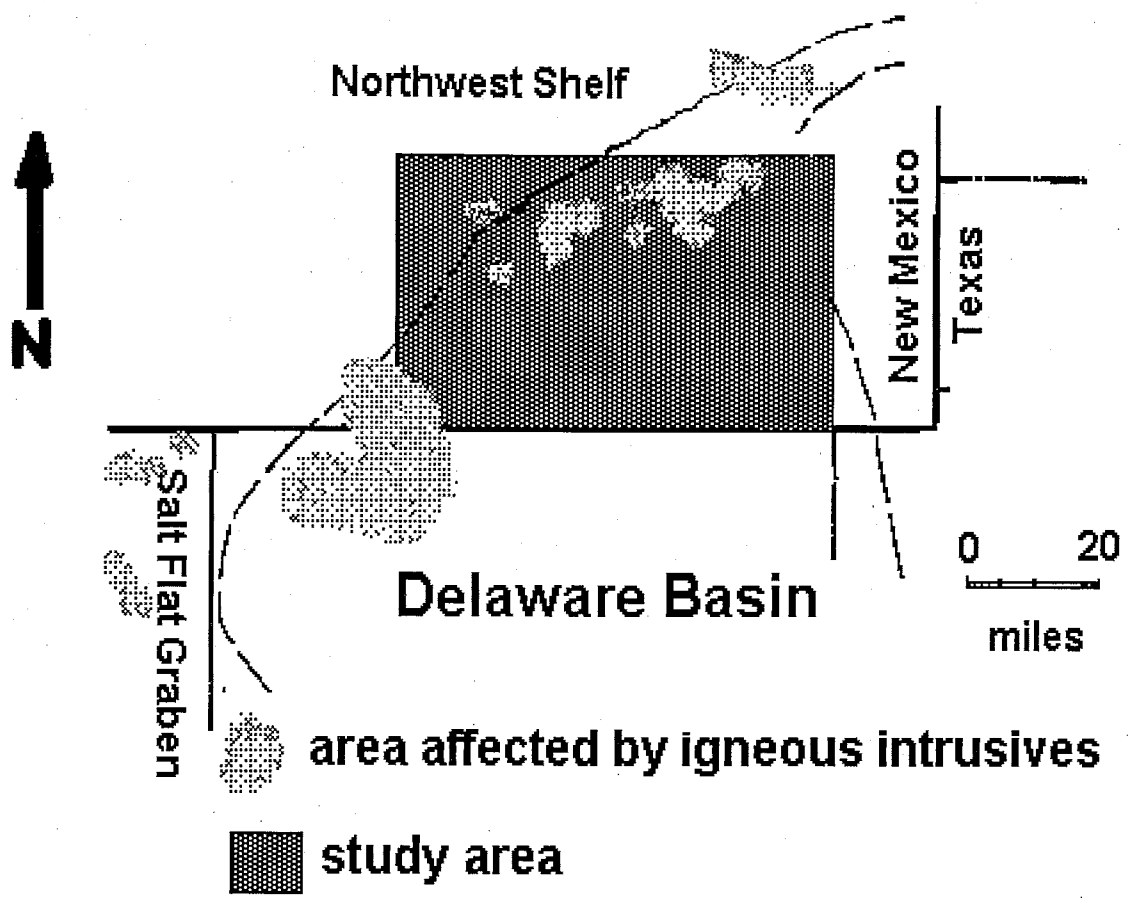 Northwest Shelf
N
New Mexico
Texas
Salt Flat Graben
Delaware Basin
0 20
miles
area affected by igneous intrusives
study area